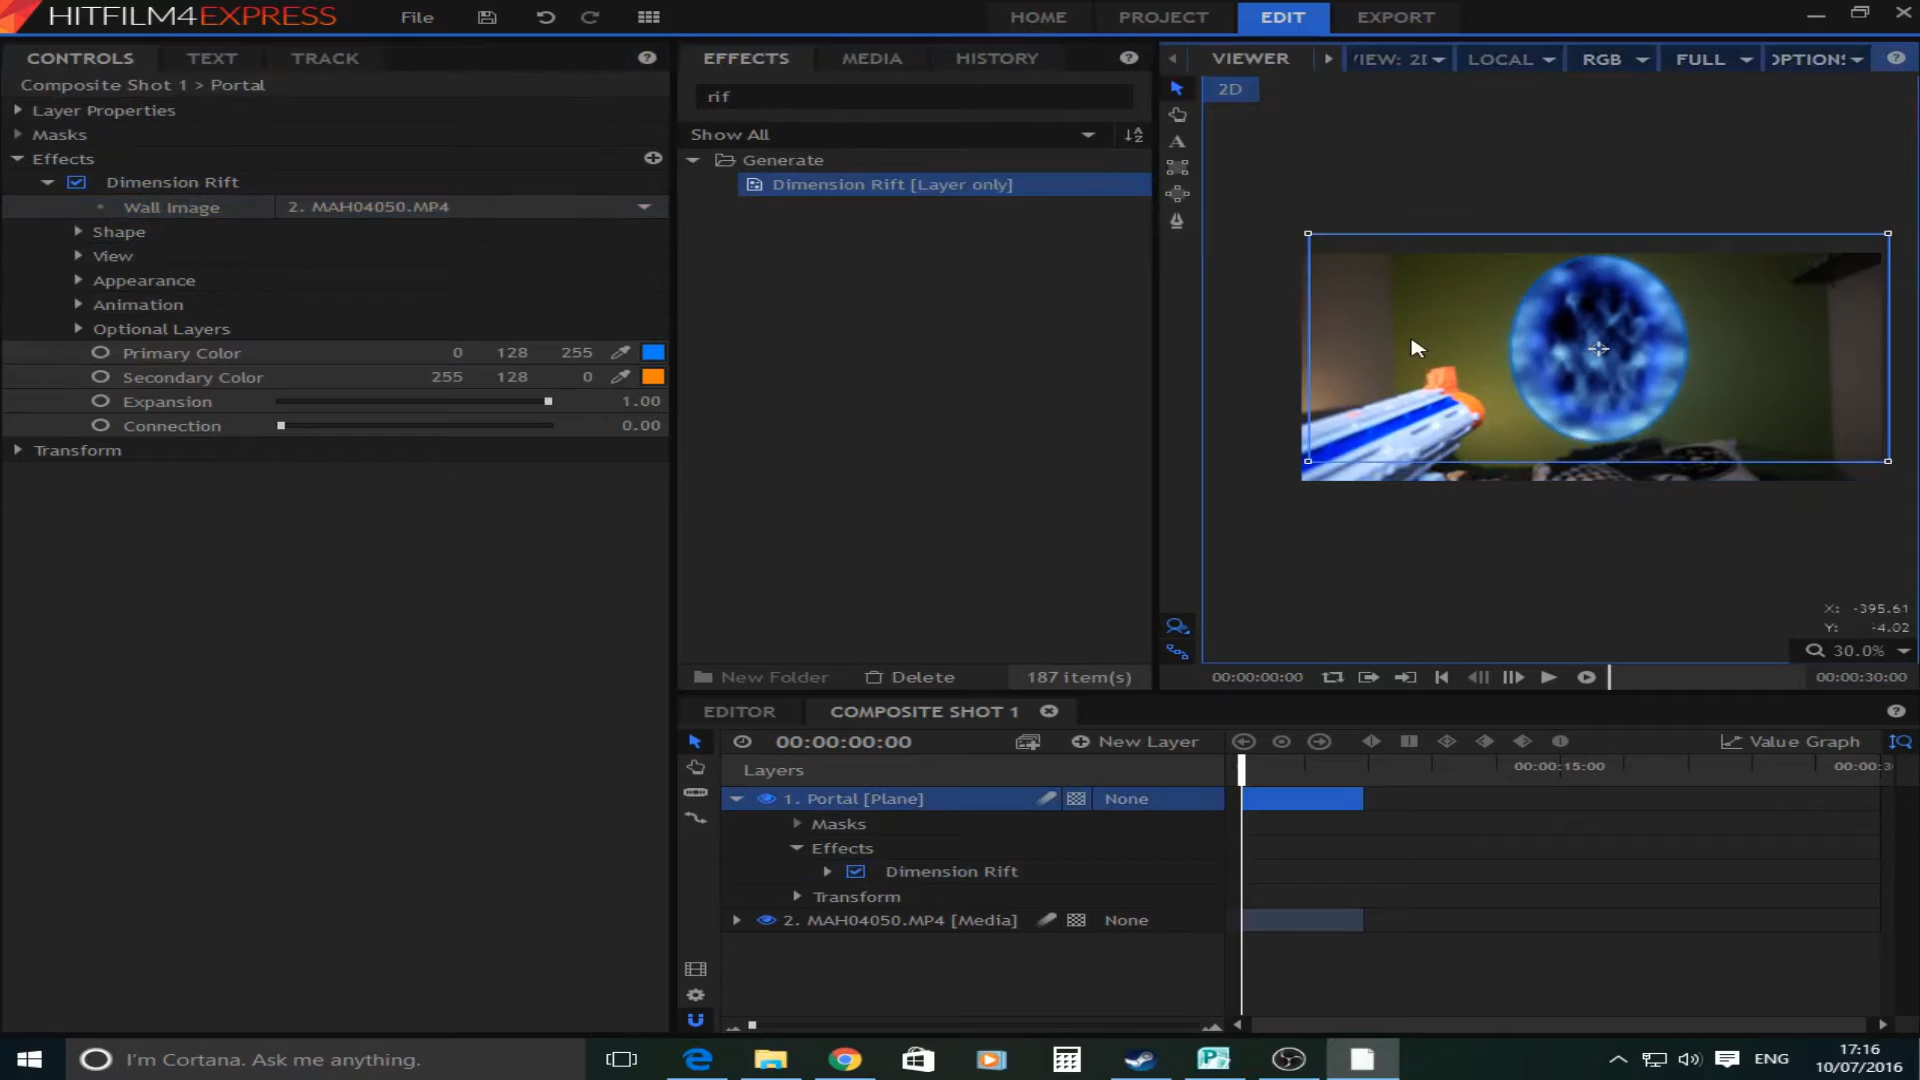 HITFILM4EXPRESS
File
HOME
PROJECT
EDIT
EXPORT
CONTROLS
TEXT
TRACK
Composite Shot 1 > Portal
Layer Properties
Masks
Effects
Dimension Rift
Wall Image
2. MAH04050.MP4
Shape
View
Appearance
Animation
Optional Layers
Primary Color 0 128 255
Secondary Color 255 128 0
Expansion 1.00
Connection 0.00
Transform
EFFECTS
MEDIA
HISTORY
rif
Show All
Generate
Dimension Rift [Layer only]
New Folder
Delete
187 item(s)
VIEWER
LOCAL
RGB
FULL
2D
X: -395.61
Y: -4.02
30.0%
00:00:00:00
00:00:30:00
EDITOR
COMPOSITE SHOT 1
00:00:00:00
New Layer
Value Graph
Layers
00:00:15:00
00:00:3
1. Portal [Plane] None
Masks
Effects
Dimension Rift
Transform
2. MAH04050.MP4 [Media] None
I'm Cortana. Ask me anything.
ENG
17:16
10/07/2016